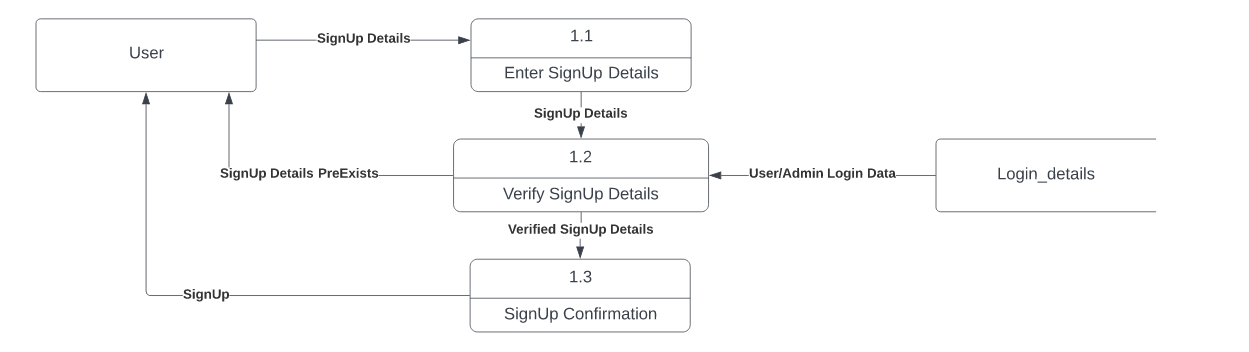 User
SignUp Details
1.1
Enter SignUp Details
SignUp Details
1.2
Verify SignUp Details
SignUp Details PreExists
User/Admin Login Data
Login_details
Verified SignUp Details
1.3
SignUp Confirmation
SignUp